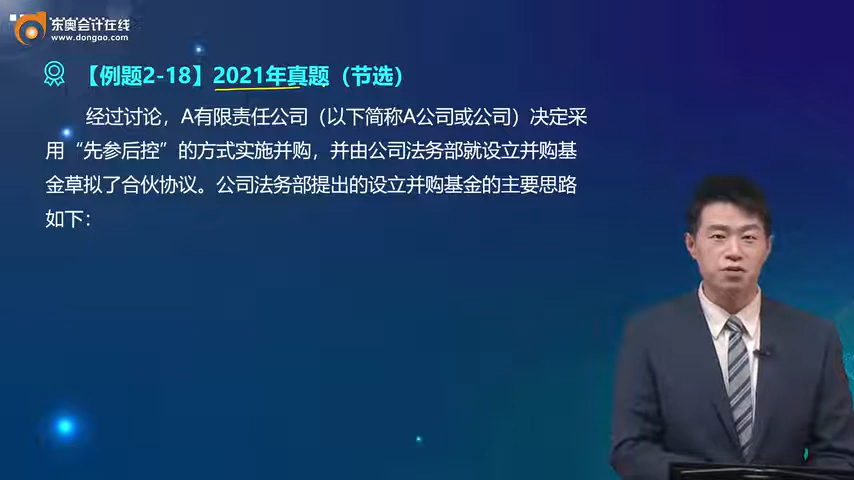 东奥会计在线
www.dongao.com
【例题2-18】2021年真题（节选）
经过讨论，A有限责任公司（以下简称A公司或公司）决定采
用“先参后控”的方式实施并购，并由公司法务部就设立并购基
金草拟了合伙协议。公司法务部提出的设立并购基金的主要思路
如下：